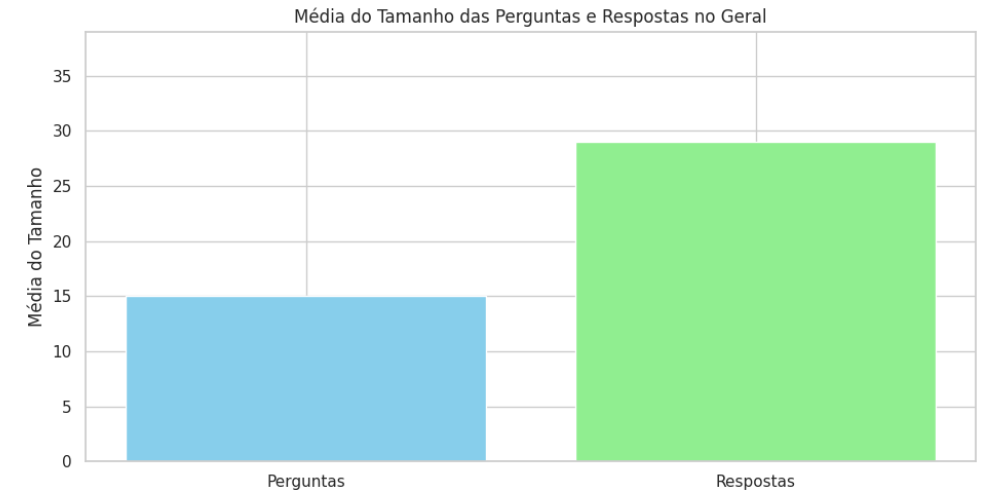 Média do Tamanho das Perguntas e Respostas no Geral
Média do Tamanho
35
30
25
20
15
10
5
0
Perguntas
Respostas